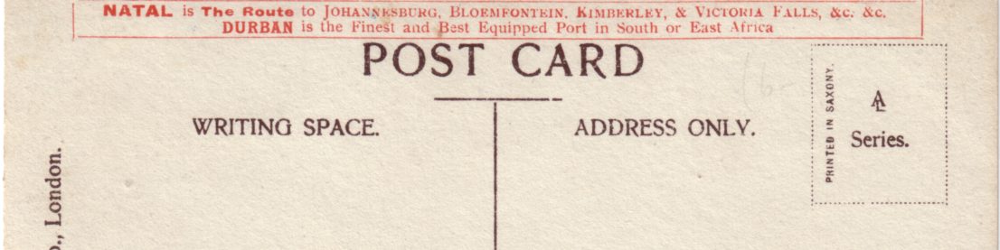 NATAL is The Route to JOHANNESBURG, BLOEMFONTEIN, KIMBERLEY, & VICTORIA FALLS, &c. &c.
DURBAN is the Finest and Best Equipped Port in South or East Africa
POST CARD
WRITING SPACE.
ADDRESS ONLY.
PRINTED IN SAXONY.
AL
Series.
London.